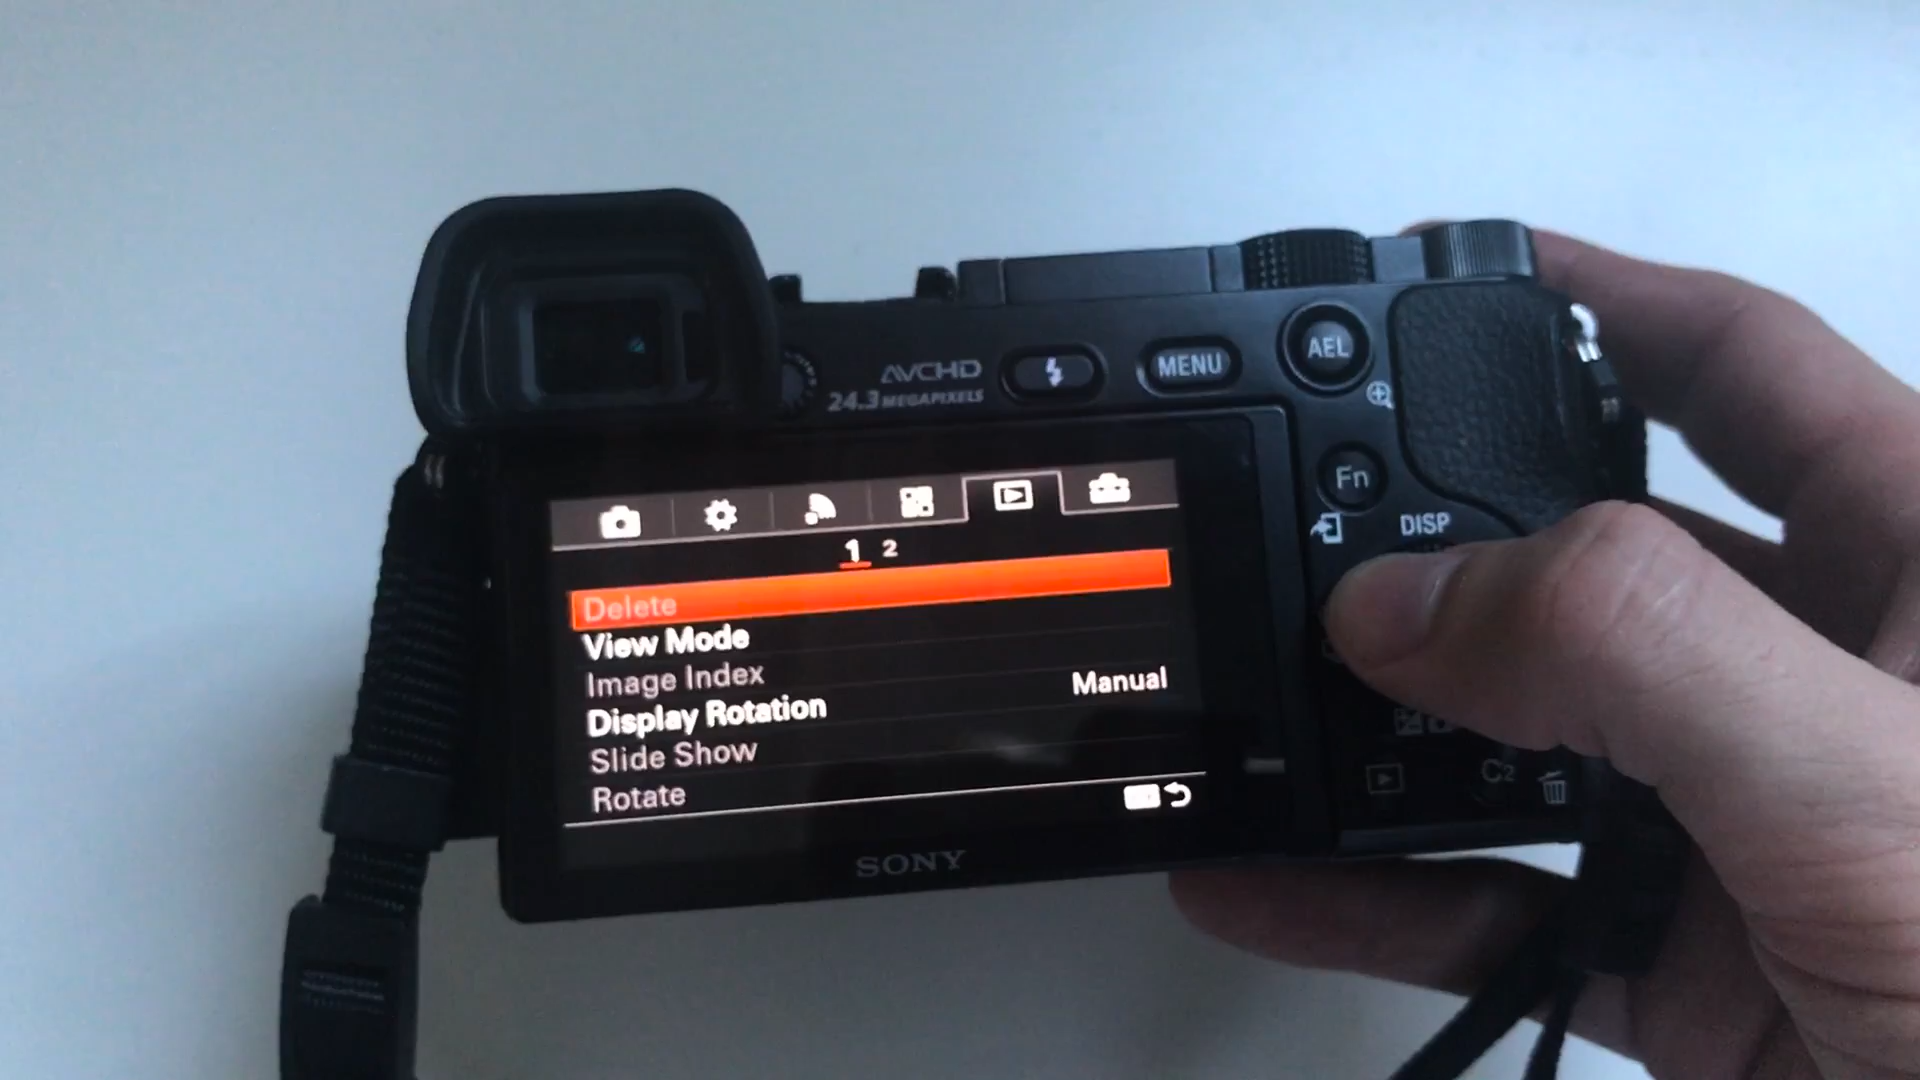 AVCHD
24.3 MEGAPIXELS
MENU
AEL
Fn
DISP
1 2
Delete
View Mode
Image Index
Display Rotation Manual
Slide Show
Rotate
C2
SONY